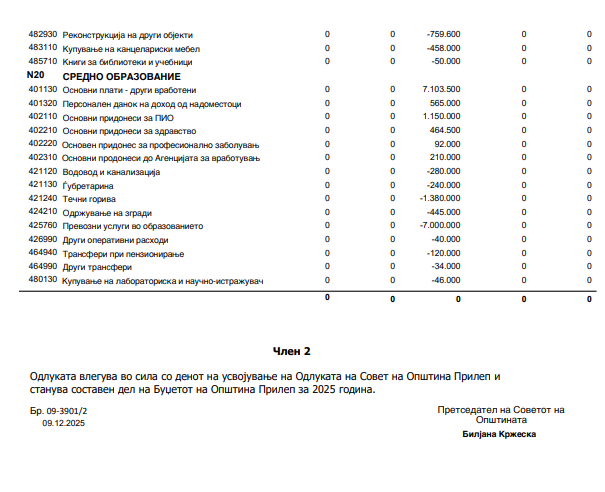 482930 Реконструкција на други објекти 0 0 -759.600 0 0
483110 Купување на канцелариски мебел 0 0 -458.000 0 0
485710 Книги за библиотеки и учебници 0 0 -50.000 0 0
N20 СРЕДНО ОБРАЗОВАНИЕ
401130 Основни плати - други вработени 0 0 7.103.500 0 0
401320 Персонален данок на доход од надоместоци 0 0 565.000 0 0
402110 Основни придонеси за ПИО 0 0 1.150.000 0 0
402210 Основни придонеси за здравство 0 0 464.500 0 0
402220 Основен придонес за професионално заболувањ 0 0 92.000 0 0
402310 Основни продонеси до Агенцијата за вработувањ 0 0 210.000 0 0
421120 Водовод и канализација 0 0 -280.000 0 0
421130 Ѓубретарина 0 0 -240.000 0 0
421240 Течни горива 0 0 -1.380.000 0 0
424210 Одржување на згради 0 0 -445.000 0 0
425760 Превозни услуги во образованието 0 0 -7.000.000 0 0
426990 Други оперативни расходи 0 0 -40.000 0 0
464940 Трансфери при пензионирање 0 0 -120.000 0 0
464990 Други трансфери 0 0 -34.000 0 0
480130 Купување на лабораториска и научно-истражувач 0 0 -46.000 0 0
0 0 0 0 0
Член 2
Одлуката влегува во сила со денот на усвојување на Одлуката на Совет на Општина Прилеп и
станува составен дел на Буџетот на Општина Прилеп за 2025 година.
Бр. 09-3901/2
09.12.2025
Претседател на Советот на
Општината
Билјана Кржеска